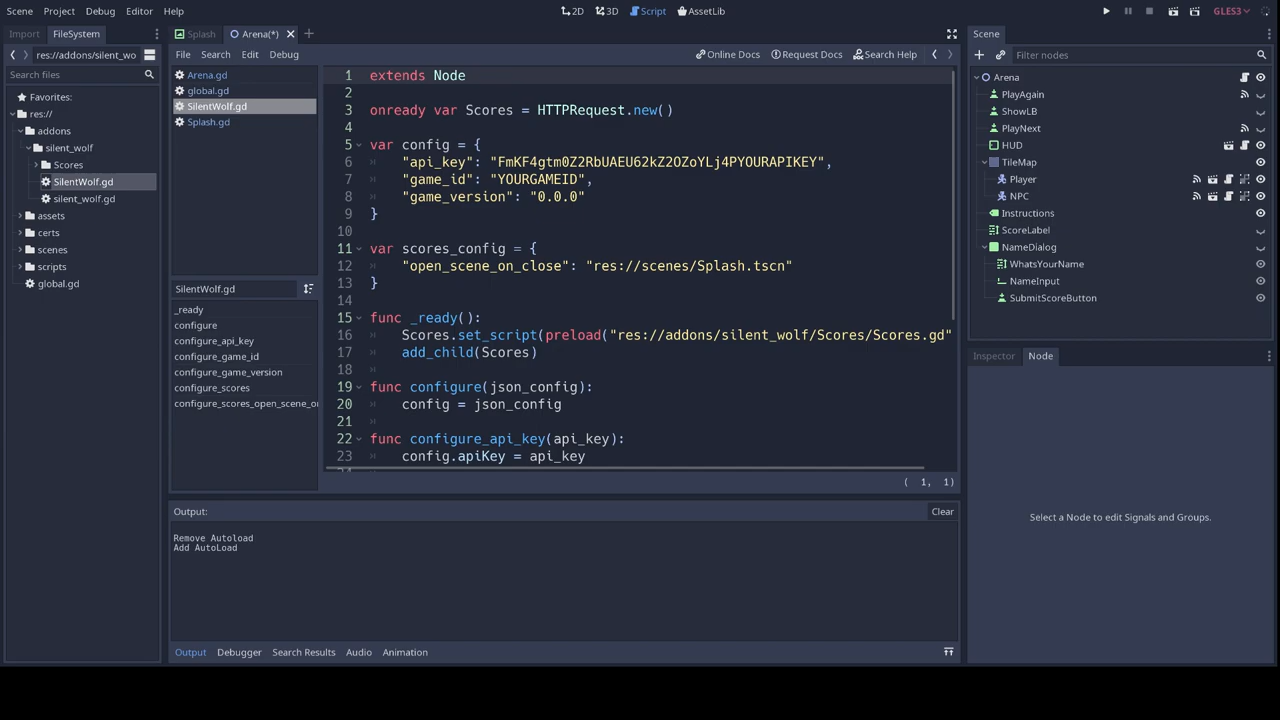 Scene Project Debug Editor Help
2D 3D Script AssetLib
GLES3
Import FileSystem
res://addons/silent_wo
Search files
Favorites:
res://
addons
silent_wolf
Scores
SilentWolf.gd
silent_wolf.gd
assets
certs
scenes
scripts
global.gd
Splash Arena(*)
File Search Edit Debug
Online Docs Request Docs Search Help
Arena.gd
global.gd
SilentWolf.gd
Splash.gd
SilentWolf.gd
_ready
configure
configure_api_key
configure_game_id
configure_game_version
configure_scores
configure_scores_open_scene_o
1 extends Node
2
3 onready var Scores = HTTPRequest.new()
4
5 var config = {
6 "api_key": "FmKF4gtm0Z2RbUAEU62kZ2OZoYLj4PYOURAPIKEY",
7 "game_id": "YOURGAMEID",
8 "game_version": "0.0.0"
9 }
10
11 var scores_config = {
12 "open_scene_on_close": "res://scenes/Splash.tscn"
13 }
14
15 func _ready():
16 Scores.set_script(preload("res://addons/silent_wolf/Scores/Scores.gd"
17 add_child(Scores)
18
19 func configure(json_config):
20 config = json_config
21
22 func configure_api_key(api_key):
23 config.apiKey = api_key
( 1, 1)
Output:
Clear
Remove Autoload
Add AutoLoad
Output Debugger Search Results Audio Animation
Scene
Filter nodes
Arena
PlayAgain
ShowLB
PlayNext
HUD
TileMap
Player
NPC
Instructions
ScoreLabel
NameDialog
WhatsYourName
NameInput
SubmitScoreButton
Inspector Node
Select a Node to edit Signals and Groups.